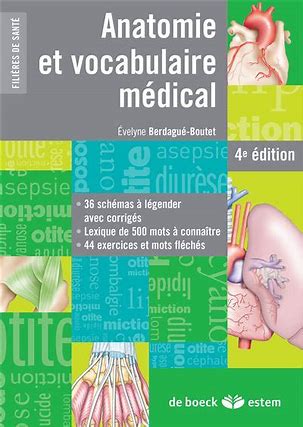 FILIÈRES DE SANTÉ
Anatomie
et vocabulaire
médical
Évelyne Berdagué-Boutet
4e édition
asepsie
diurèse
• 36 schémas à légender
avec corrigés
• Lexique de 500 mots à connaître
• 44 exercices et mots fléchés
otite
miction
otite
de boeck estem